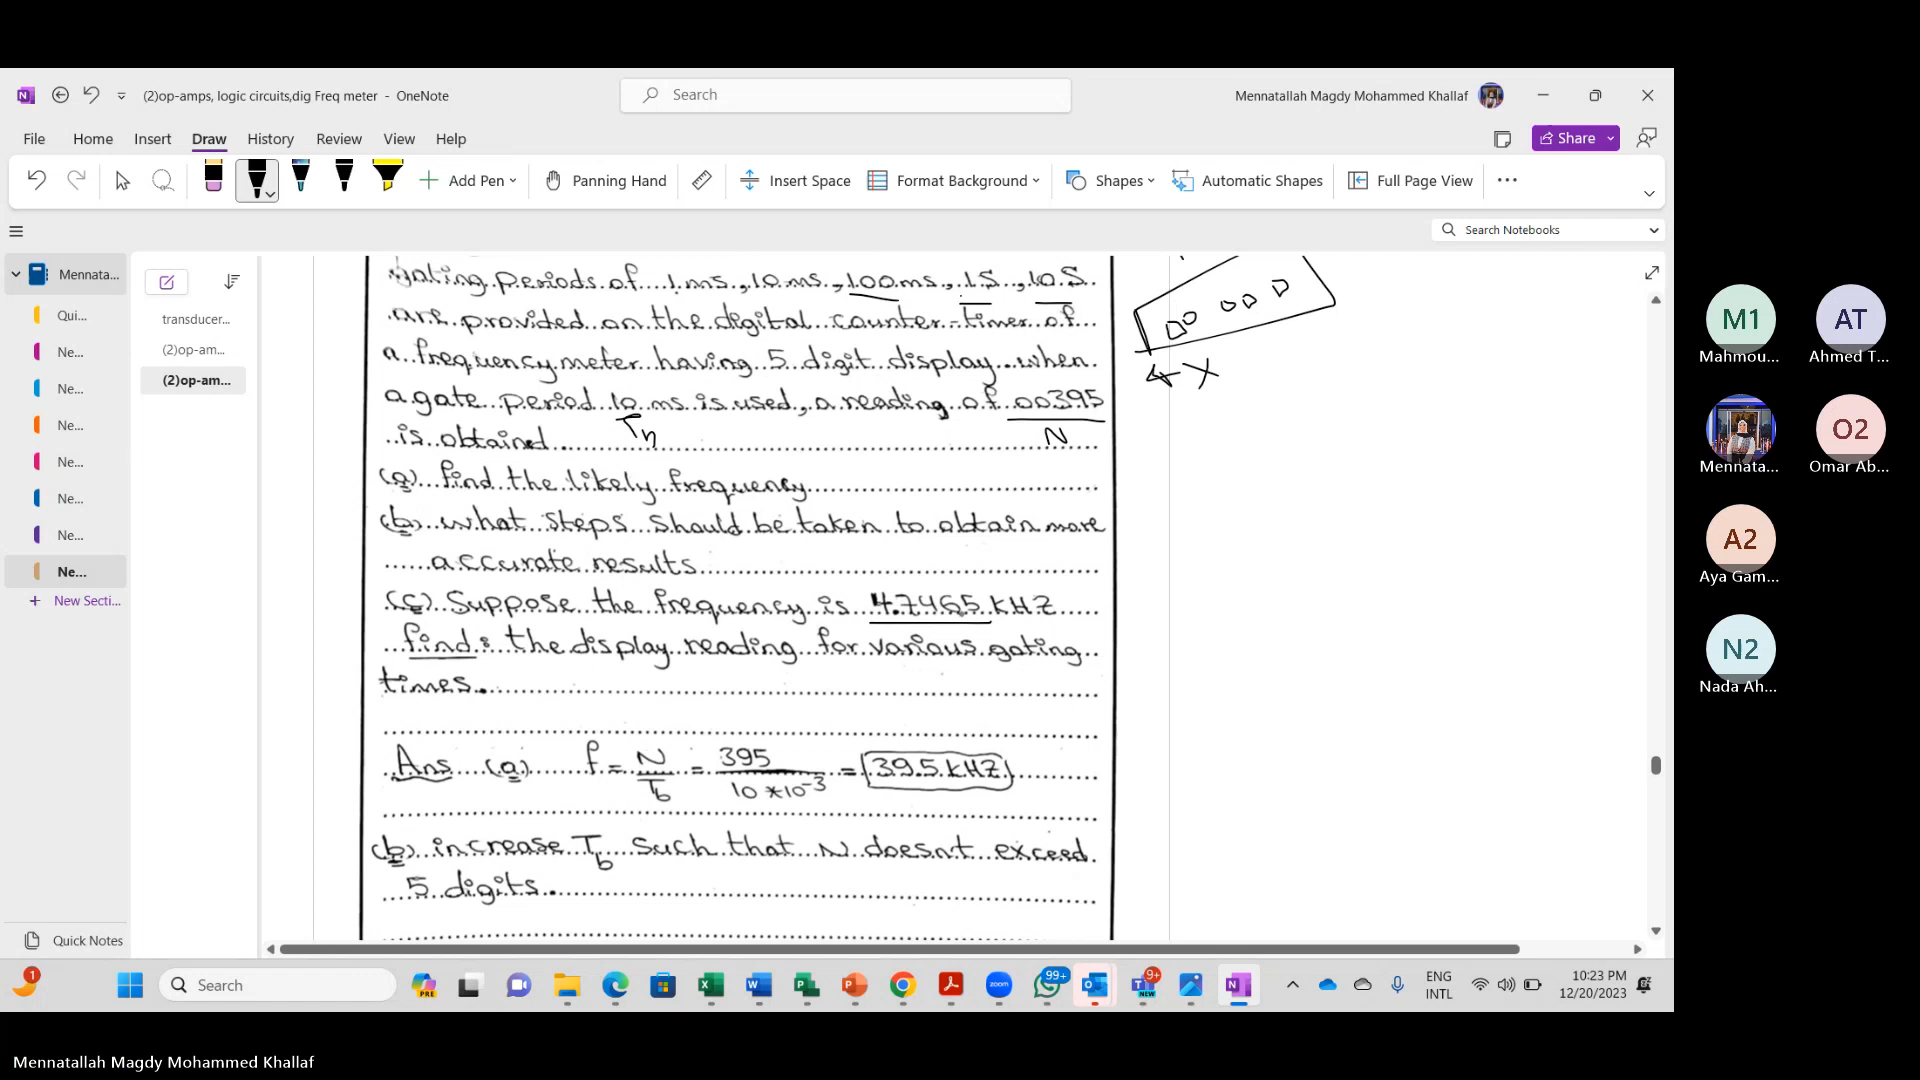 (2)op-amps, logic circuits,dig Freq meter - OneNote
Search
Mennatallah Magdy Mohammed Khallaf
File Home Insert Draw History Review View Help
Share
Add Pen
Panning Hand
Insert Space
Format Background
Shapes
Automatic Shapes
Full Page View
Search Notebooks
Mennata...
Qui...
Ne...
Ne...
Ne...
Ne...
Ne...
Ne...
Ne...
New Secti...
Quick Notes
transducer...
(2)op-am...
(2)op-am...
gating periods of 1 ms, 10 ms, 100 ms, 1 S, 10 S
are provided on the digital counter-timer of
a frequency meter having 5 digit display when
a gate period 10 ms is used, a reading of 00395
Tb
N
is obtained
(a) find the likely frequency
(b) what steps should be taken to obtain more
accurate results
(c) Suppose the frequency is 4.7465 KHZ
find: the display reading for various gating
times.
Ans (a) f = N / Tb = 395 / 10 * 10^-3 = 39.5 KHZ
(b) increase Tb such that N doesn't exceed
5 digits.
M1
Mahmou...
AT
Ahmed T...
Mennata...
O2
Omar Ab...
A2
Aya Gam...
N2
Nada Ah...
1
Search
PRE
zoom
99+
9+
NEW
ENG
INTL
10:23 PM
12/20/2023
Mennatallah Magdy Mohammed Khallaf